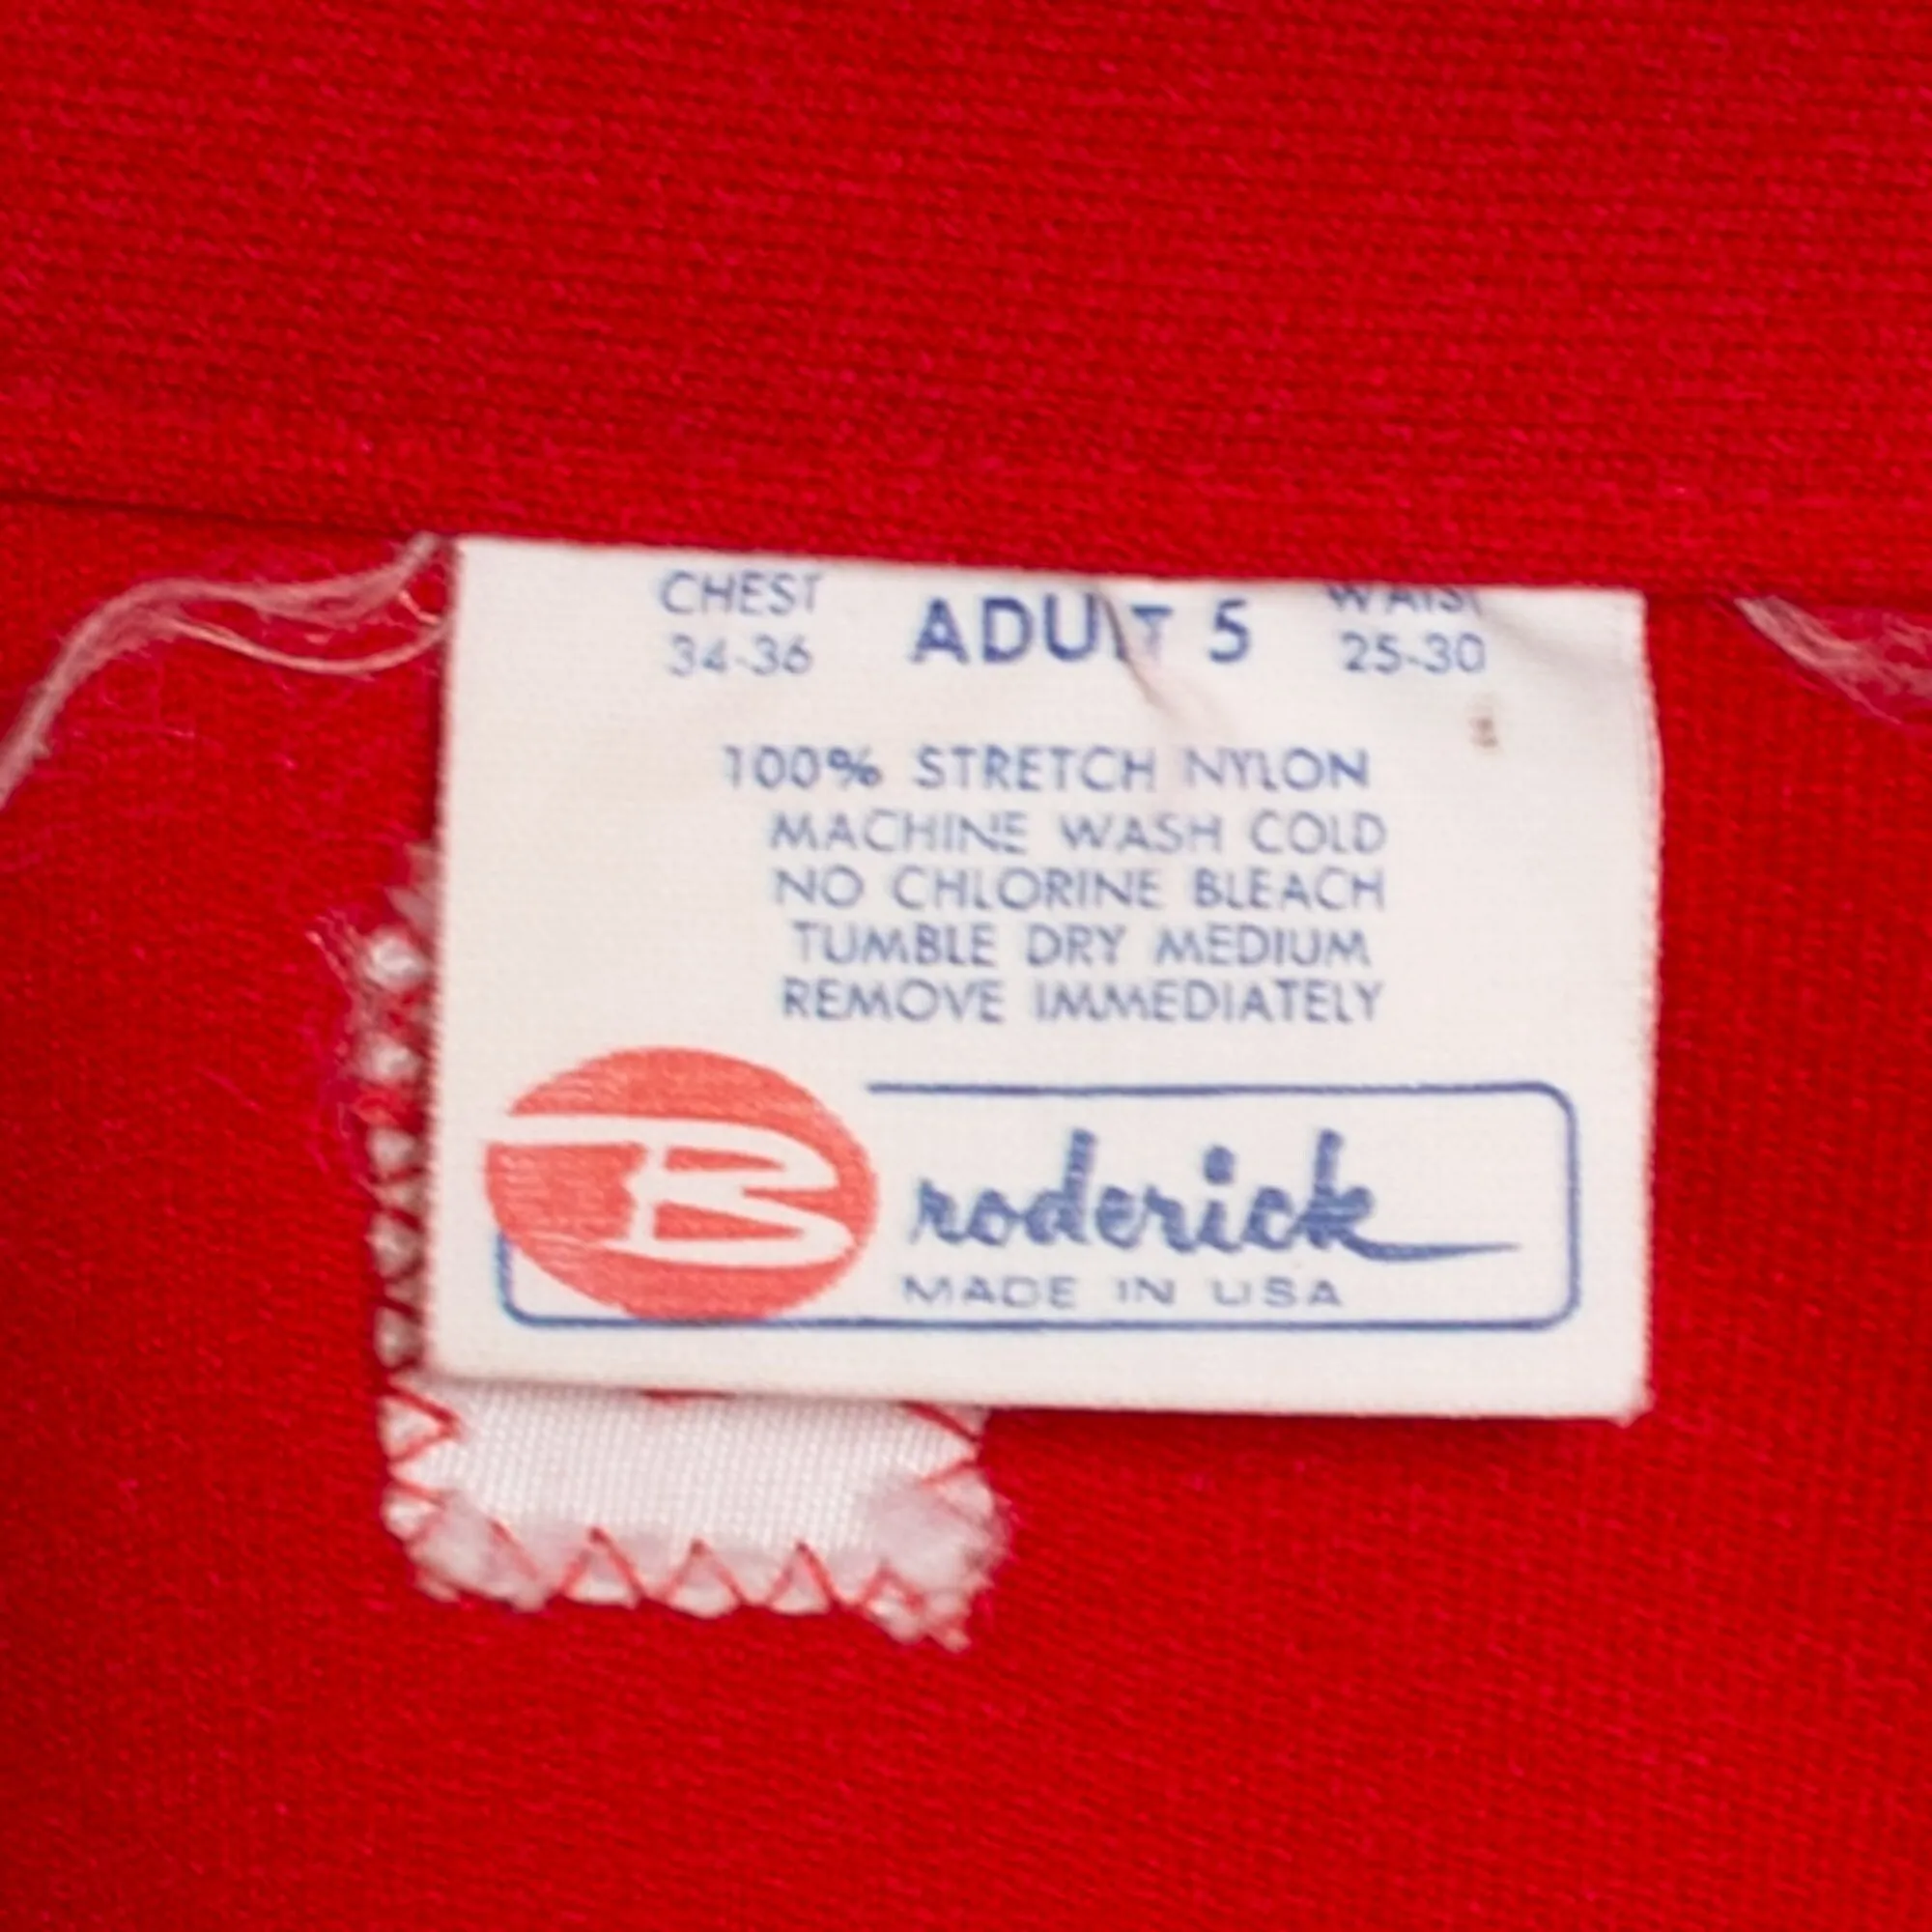 CHEST ADULT 5 WAIST
34-36 25-30
100% STRETCH NYLON
MACHINE WASH COLD
NO CHLORINE BLEACH
TUMBLE DRY MEDIUM
REMOVE IMMEDIATELY
Broderick
MADE IN USA